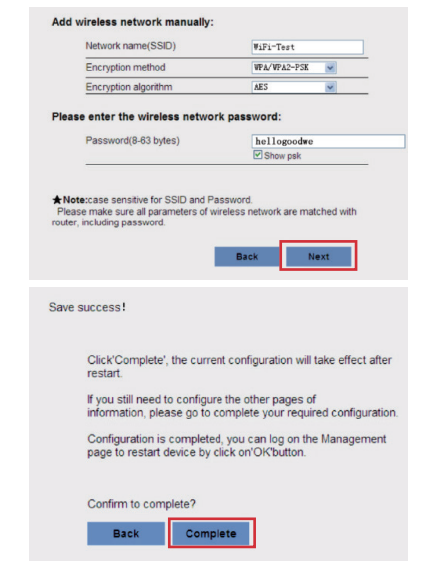 Add wireless network manually:
Network name(SSID) WiFi-Test
Encryption method WPA/WPA2-PSK
Encryption algorithm AES
Please enter the wireless network password:
Password(8-63 bytes) hellogoodwe
Show psk
★Note:case sensitive for SSID and Password.
Please make sure all parameters of wireless network are matched with
router, including password.
Back Next
Save success!
Click'Complete', the current configuration will take effect after
restart.
If you still need to configure the other pages of
information, please go to complete your required configuration.
Configuration is completed, you can log on the Management
page to restart device by click on'OK'button.
Confirm to complete?
Back Complete